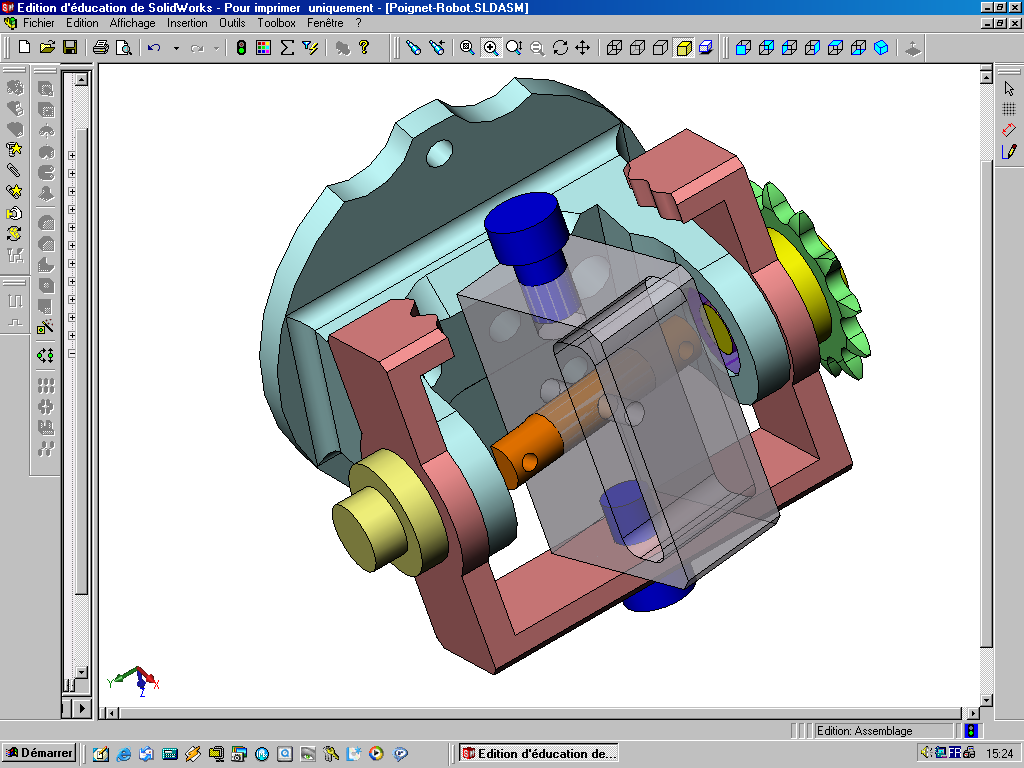 Edition d'éducation de SolidWorks - Pour imprimer uniquement - [Poignet-Robot.SLDASM]
Fichier Edition Affichage Insertion Outils Toolbox Fenêtre ?
Y X
Z
Edition: Assemblage
Démarrer Edition d'éducation de... FR 15:24